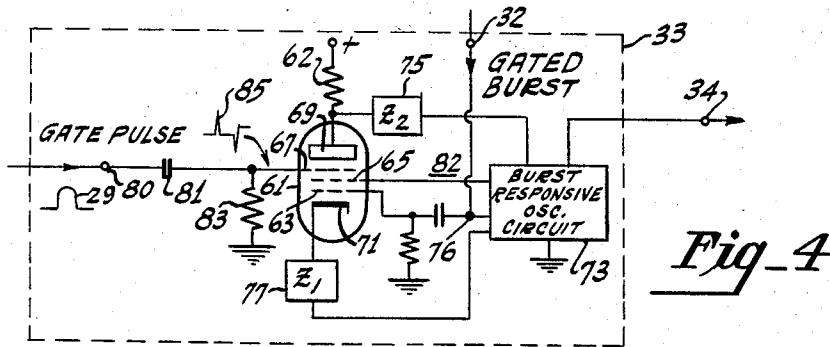 32
33
+
62
75
GATED
BURST
85
69
Z2
34
GATE PULSE
67
65
82
80
81
61
BURST
RESPONSIVE
OSC.
CIRCUIT
29
63
83
71
76
73
77
Z1
Fig_4